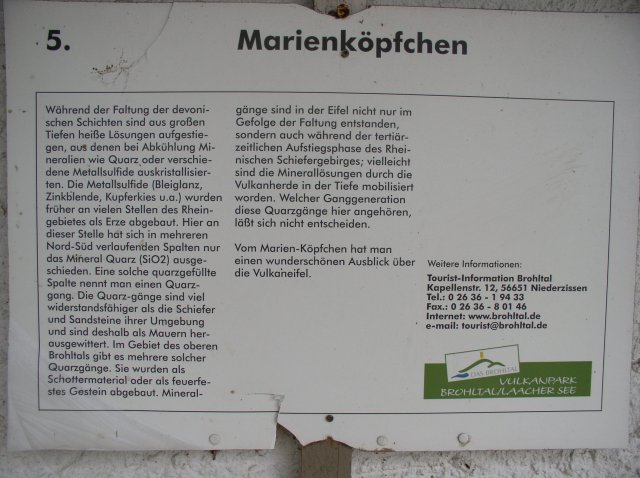 5.
Marienköpfchen
Während der Faltung der devoni-
schen Schichten sind aus großen
Tiefen heiße Lösungen aufgestie-
gen, aus denen bei Abkühlung Mi-
neralien wie Quarz oder verschie-
dene Metallsulfide auskristallisier-
ten. Die Metallsulfide (Bleiglanz,
Zinkblende, Kupferkies u.a.) wurden
früher an vielen Stellen des Rhein-
gebietes als Erze abgebaut. Hier an
dieser Stelle hat sich in mehreren
Nord-Süd verlaufenden Spalten nur
das Mineral Quarz (SiO2) ausge-
schieden. Eine solche quarzgefüllte
Spalte nennt man einen Quarz-
gang. Die Quarz-gänge sind viel
widerstandsfähiger als die Schiefer
und Sandsteine ihrer Umgebung
und sind deshalb als Mauern her-
ausgewittert. Im Gebiet des oberen
Brohltals gibt es mehrere solcher
Quarzgänge. Sie wurden als
Schottermaterial oder als feuerfe-
stes Gestein abgebaut. Mineral-
gänge sind in der Eifel nicht nur im
Gefolge der Faltung entstanden,
sondern auch während der tertiär-
zeitlichen Aufstiegsphase des Rhei-
nischen Schiefergebirges; vielleicht
sind die Minerallösungen durch die
Vulkanherde in der Tiefe mobilisiert
worden. Welcher Ganggeneration
diese Quarzgänge hier angehören,
läßt sich nicht entscheiden.
Vom Marien-Köpfchen hat man
einen wunderschönen Ausblick über
die Vulkaneifel.
Weitere Informationen:
Tourist-Information Brohltal
Kapellenstr. 12, 56651 Niederzissen
Tel.: 0 26 36 - 1 94 33
Fax.: 0 26 36 - 8 01 46
Internet: www.brohltal.de
e-mail: tourist@brohltal.de
DAS BROHLTAL
VULKANPARK
BROHLTAL/LAACHER SEE